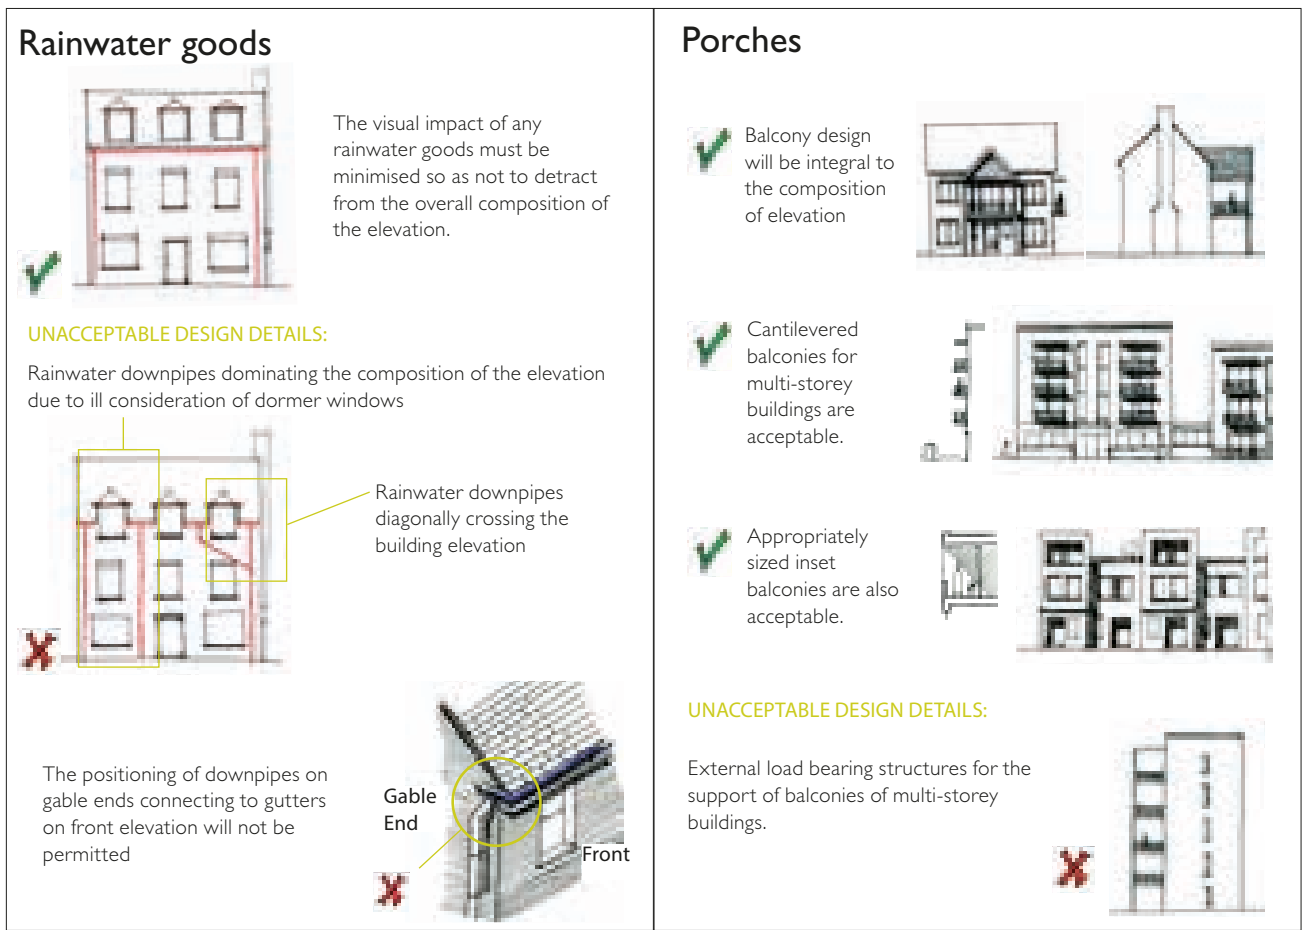 Rainwater goods
The visual impact of any
rainwater goods must be
minimised so as not to detract
from the overall composition of
the elevation.
UNACCEPTABLE DESIGN DETAILS:
Rainwater downpipes dominating the composition of the elevation
due to ill consideration of dormer windows
Rainwater downpipes
diagonally crossing the
building elevation
The positioning of downpipes on
gable ends connecting to gutters
on front elevation will not be
permitted
Gable
End
Front
Porches
Balcony design
will be integral to
the composition
of elevation
Cantilevered
balconies for
multi-storey
buildings are
acceptable.
Appropriately
sized inset
balconies are also
acceptable.
UNACCEPTABLE DESIGN DETAILS:
External load bearing structures for the
support of balconies of multi-storey
buildings.